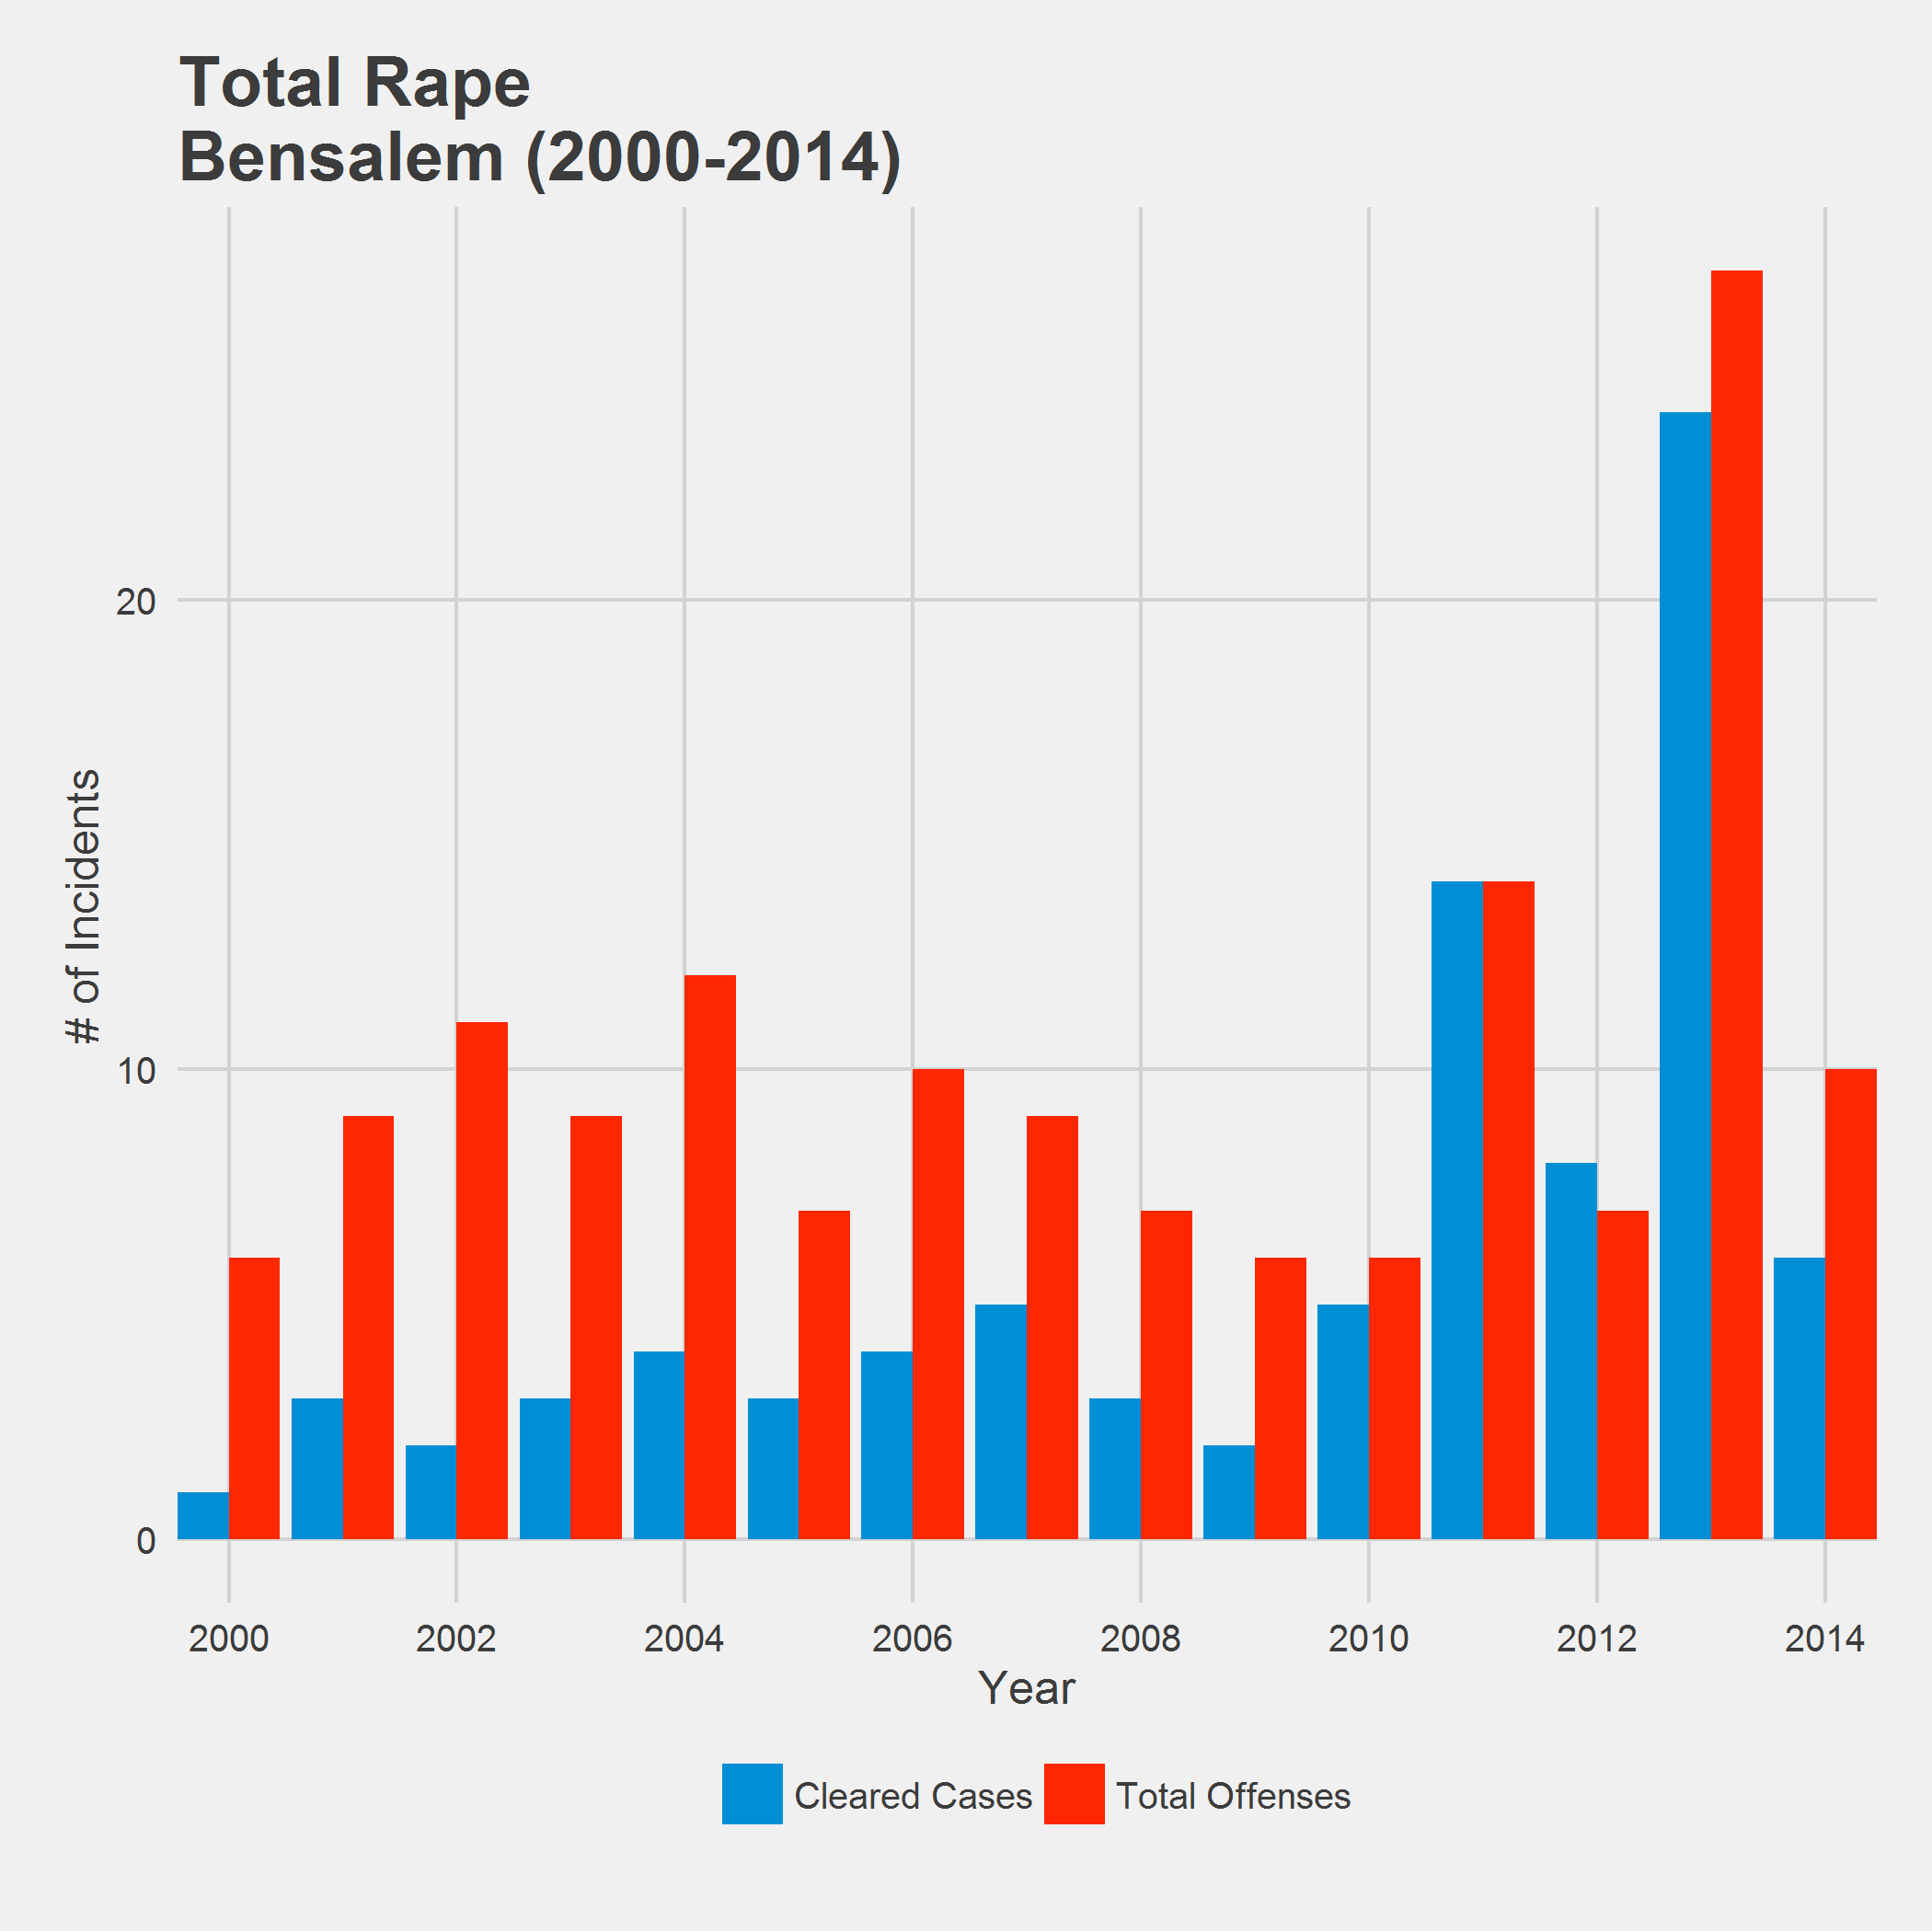 Total Rape
Bensalem (2000-2014)
# of Incidents
20
10
0
2000 2002 2004 2006 2008 2010 2012 2014
Year
Cleared Cases Total Offenses